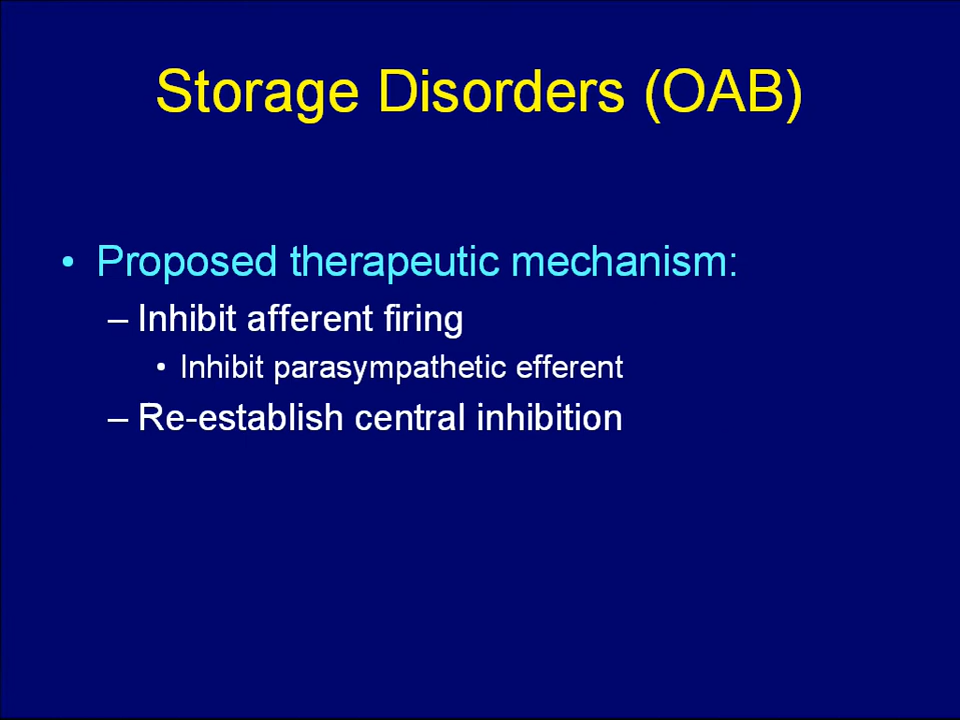 Storage Disorders (OAB)
• Proposed therapeutic mechanism:
– Inhibit afferent firing
• Inhibit parasympathetic efferent
– Re-establish central inhibition